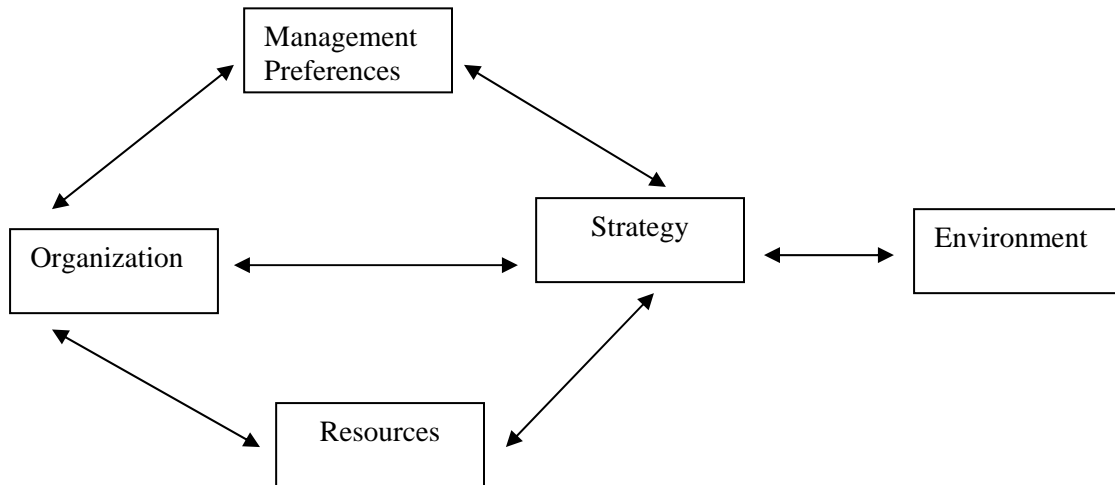 Management
Preferences
Strategy
Environment
Organization
Resources